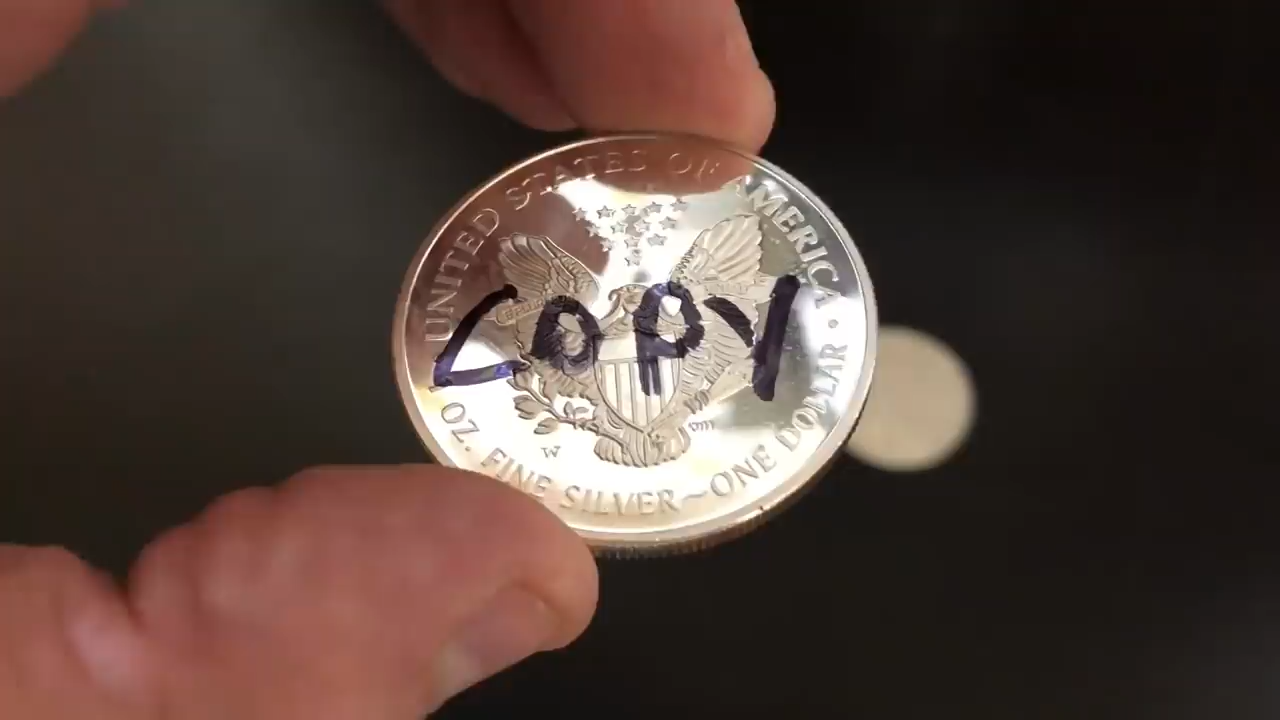 UNITED STATES OF AMERICA •
COPY
W
OZ. FINE SILVER~ONE DOLLAR